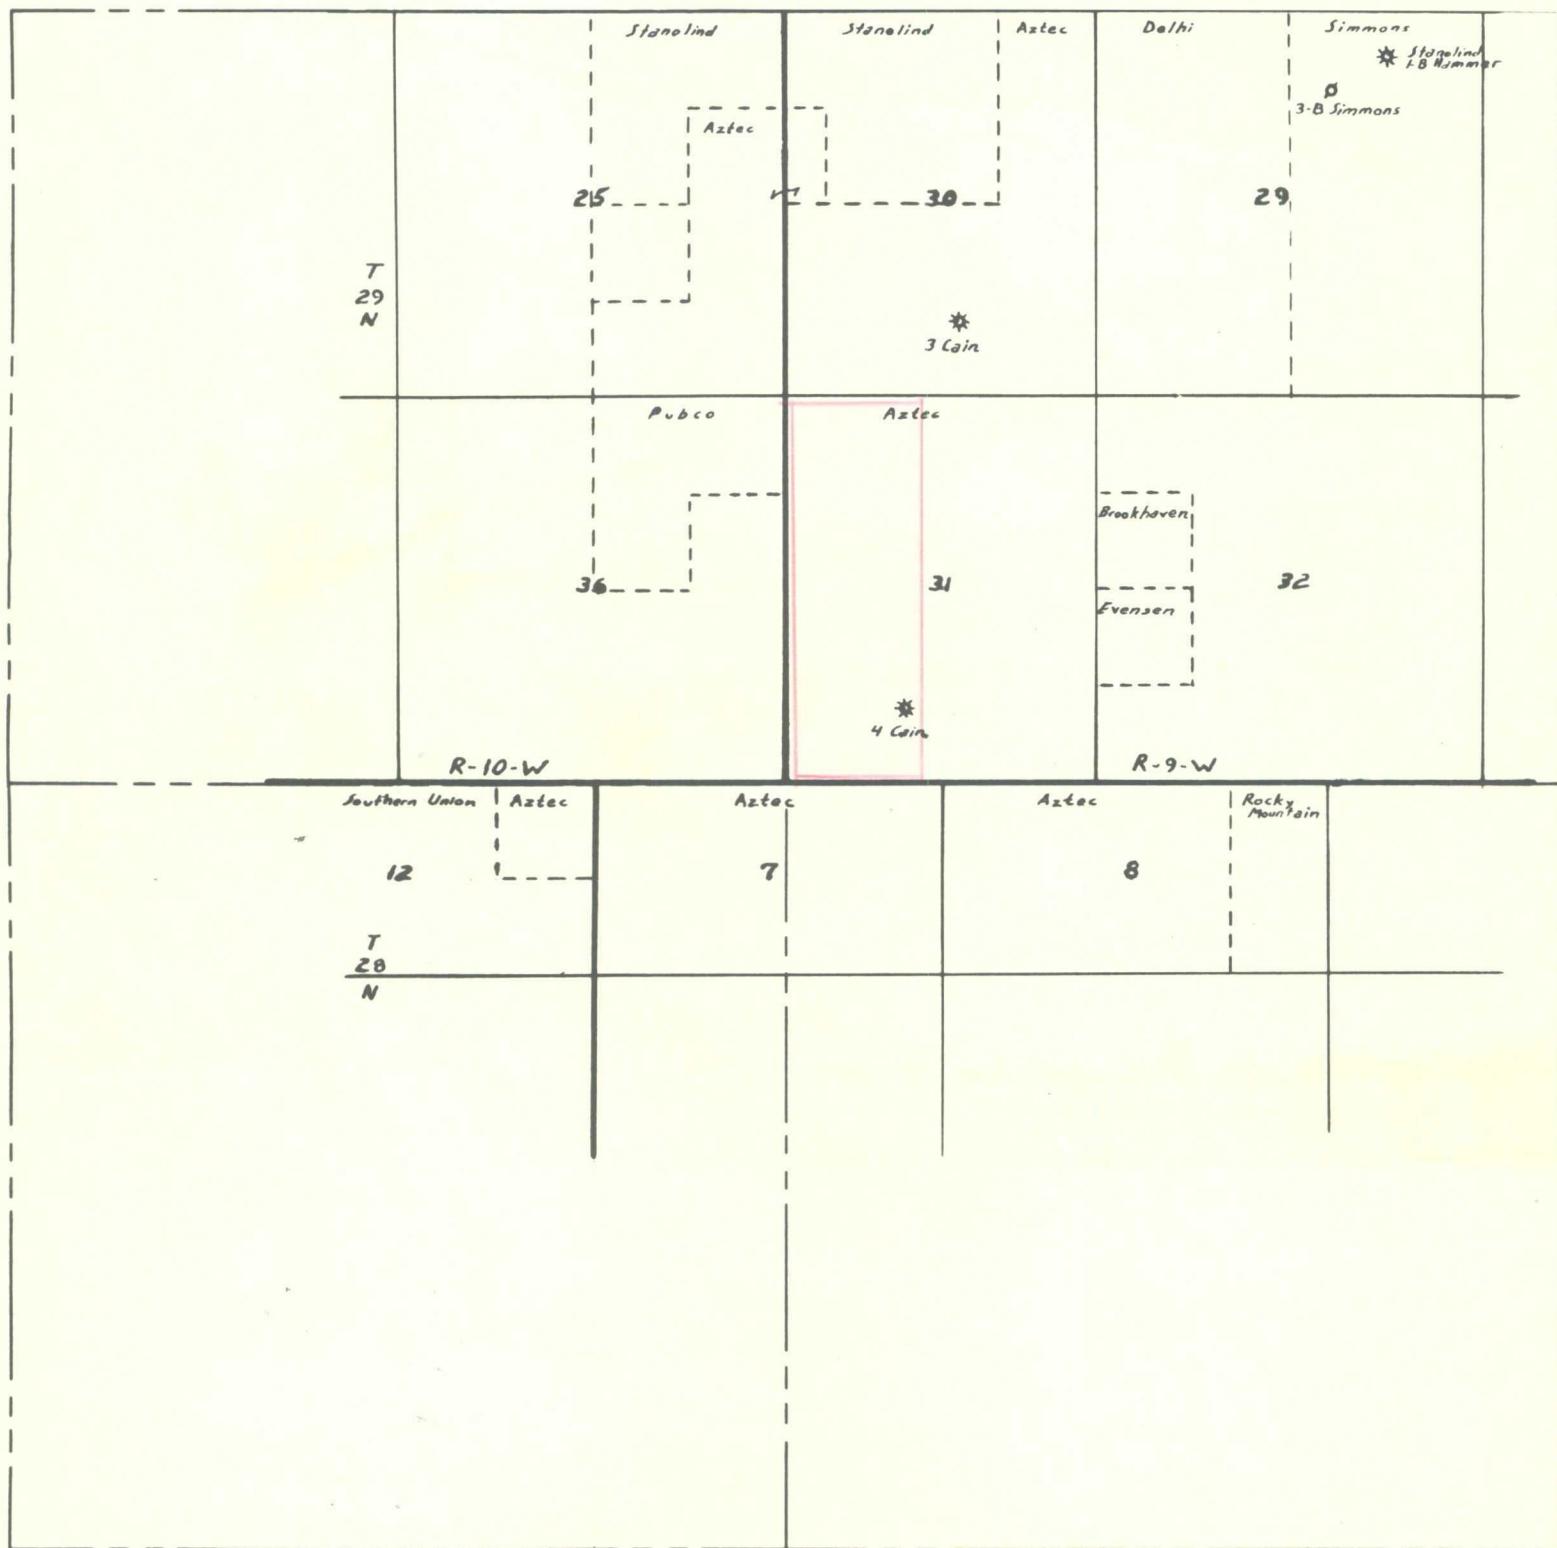 Stanolind
Stanolind
Aztec
Delhi
Simmons
Stanolind
1-B Hammer
3-B Simmons
Aztec
25
30
29
T
29
N
3 Cain
Pubco
Aztec
Brookhaven
36
31
32
Evensen
4 Cain
R-10-W
R-9-W
Southern Union
Aztec
Aztec
Aztec
Rocky
Mountain
12
7
8
T
28
N